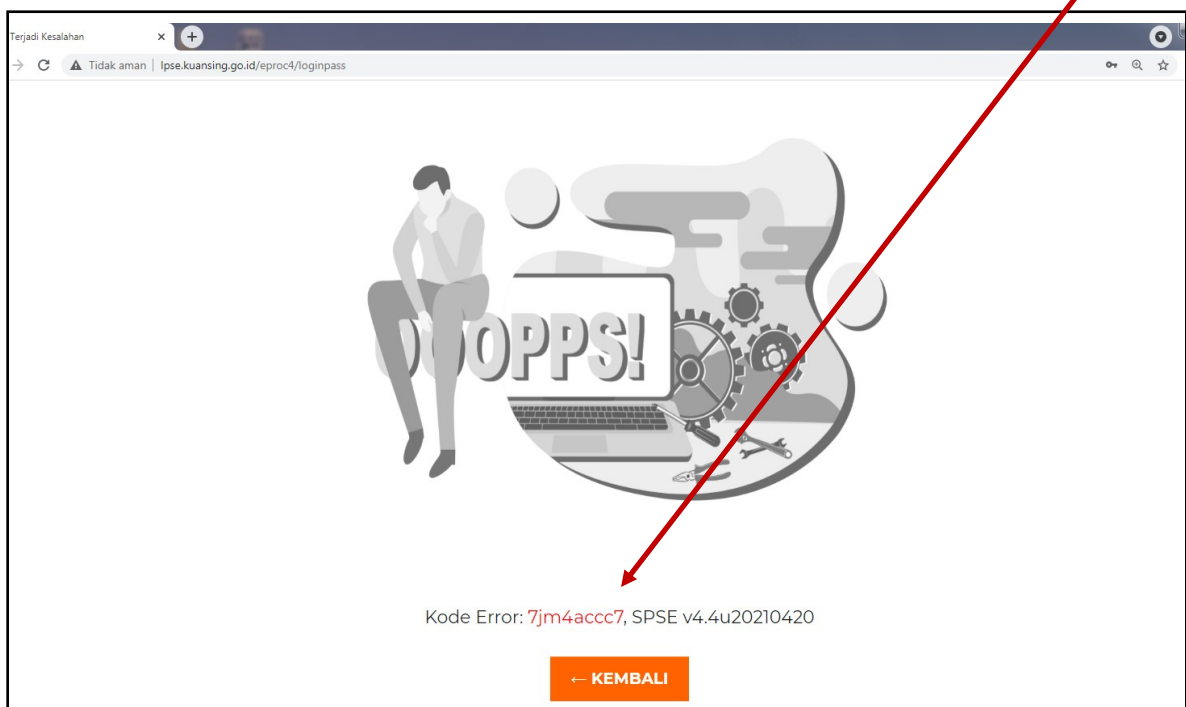 Terjadi Kesalahan
Tidak aman | lpse.kuansing.go.id/eproc4/loginpass
OOOPPS!
Kode Error: 7jm4accc7, SPSE v4.4u20210420
← KEMBALI